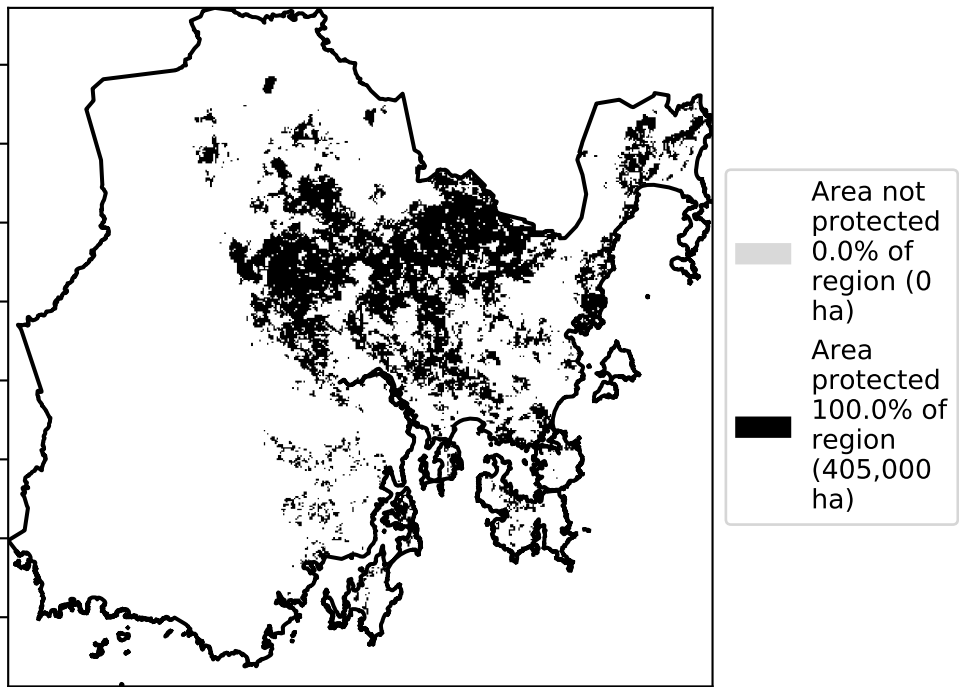 Area not
protected
0.0% of
region (0
ha)
Area
protected
100.0% of
region
(405,000
ha)